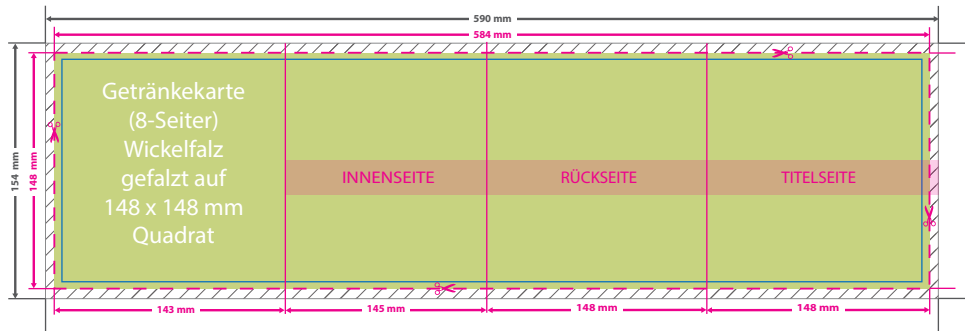 590 mm
584 mm
154 mm
148 mm
Getränkekarte
(8-Seiter)
Wickelfalz
gefalzt auf
148 x 148 mm
Quadrat
INNENSEITE
RÜCKSEITE
TITELSEITE
143 mm
145 mm
148 mm
148 mm